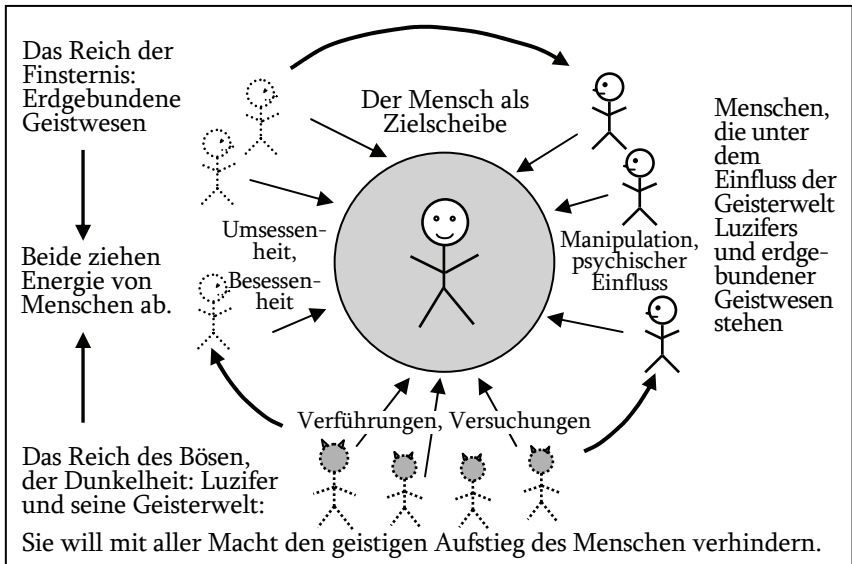 Das Reich der
Finsternis:
Erdgebundene
Geistwesen
Der Mensch als
Zielscheibe
Menschen,
die unter
dem
Einfluss der
Geisterwelt
Luzifers
und erdge-
bundener
Geistwesen
stehen
Umsessen-
heit,
Besessen-
heit
Manipulation,
psychischer
Einfluss
Beide ziehen
Energie von
Menschen ab.
Verführungen, Versuchungen
Das Reich des Bösen,
der Dunkelheit: Luzifer
und seine Geisterwelt:
Sie will mit aller Macht den geistigen Aufstieg des Menschen verhindern.